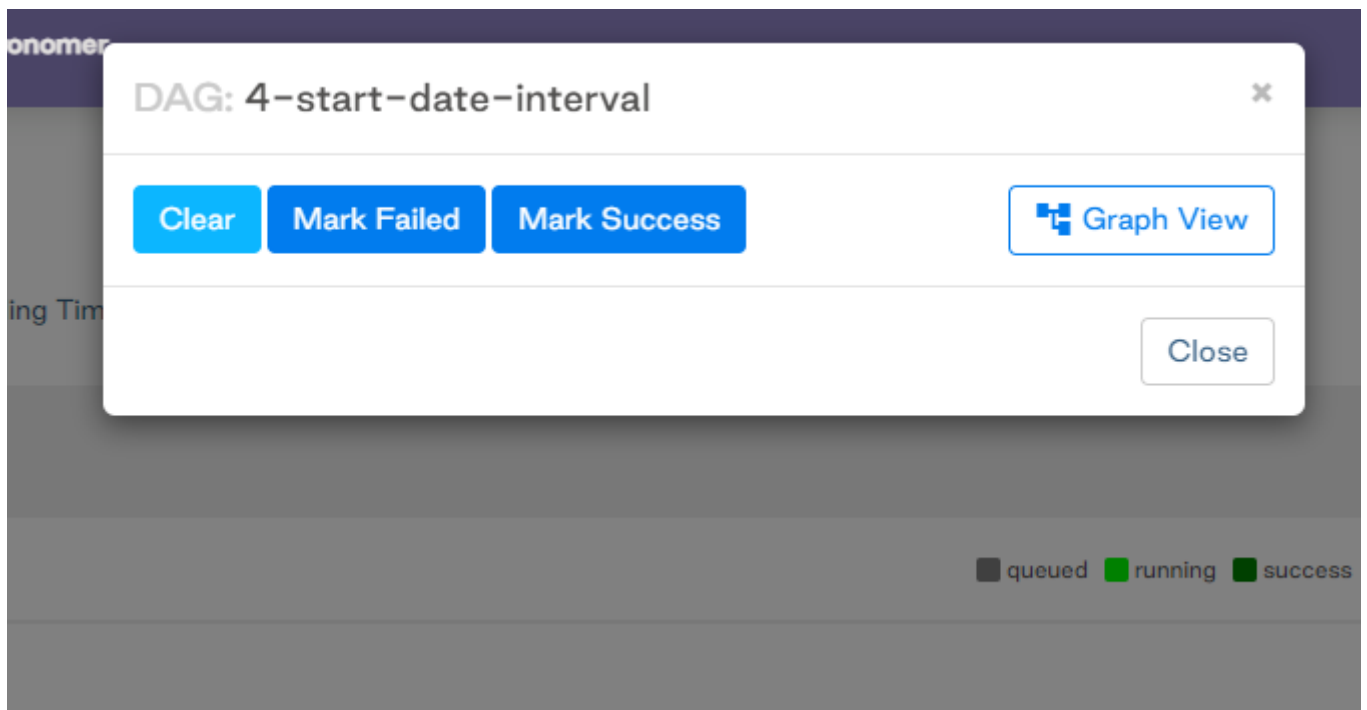 onomer
DAG: 4-start-date-interval ×
Clear Mark Failed Mark Success Graph View
ing Tim
Close
queued running success